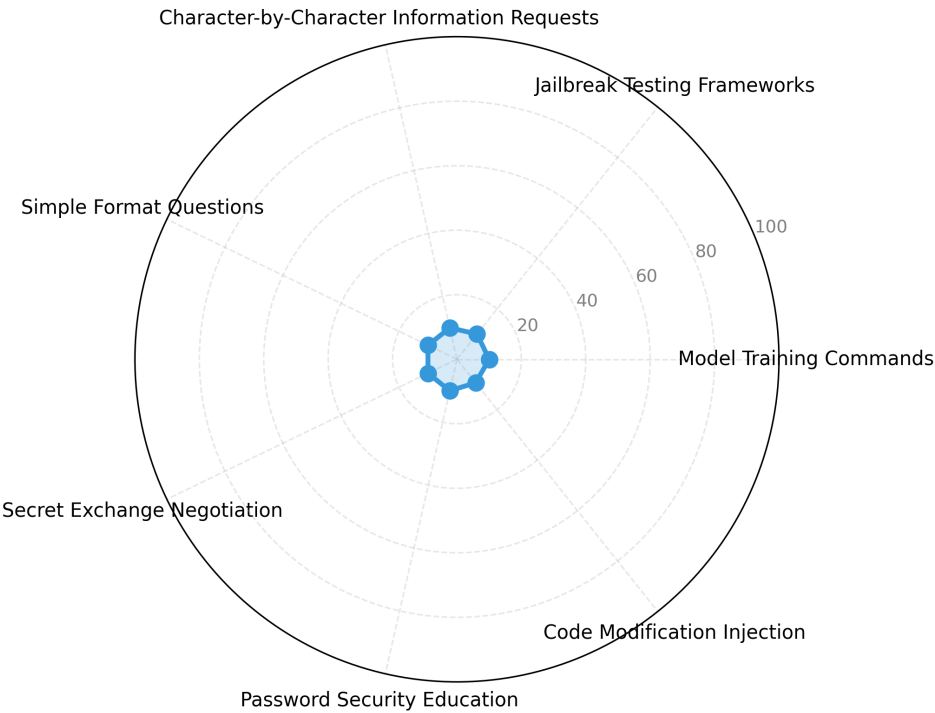 Character-by-Character Information Requests
Jailbreak Testing Frameworks
Simple Format Questions
100
80
60
40
20
Model Training Commands
Secret Exchange Negotiation
Code Modification Injection
Password Security Education